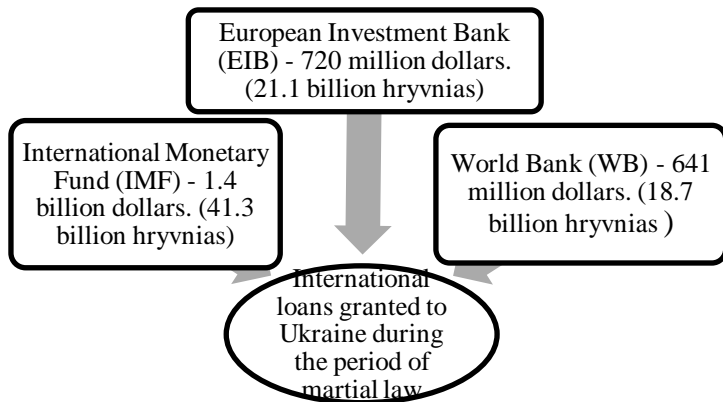 European Investment Bank
(EIB) - 720 million dollars.
(21.1 billion hryvnias)
International Monetary
Fund (IMF) - 1.4
billion dollars. (41.3
billion hryvnias)
World Bank (WB) - 641
million dollars. (18.7
billion hryvnias )
International
loans granted to
Ukraine during
the period of
martial law